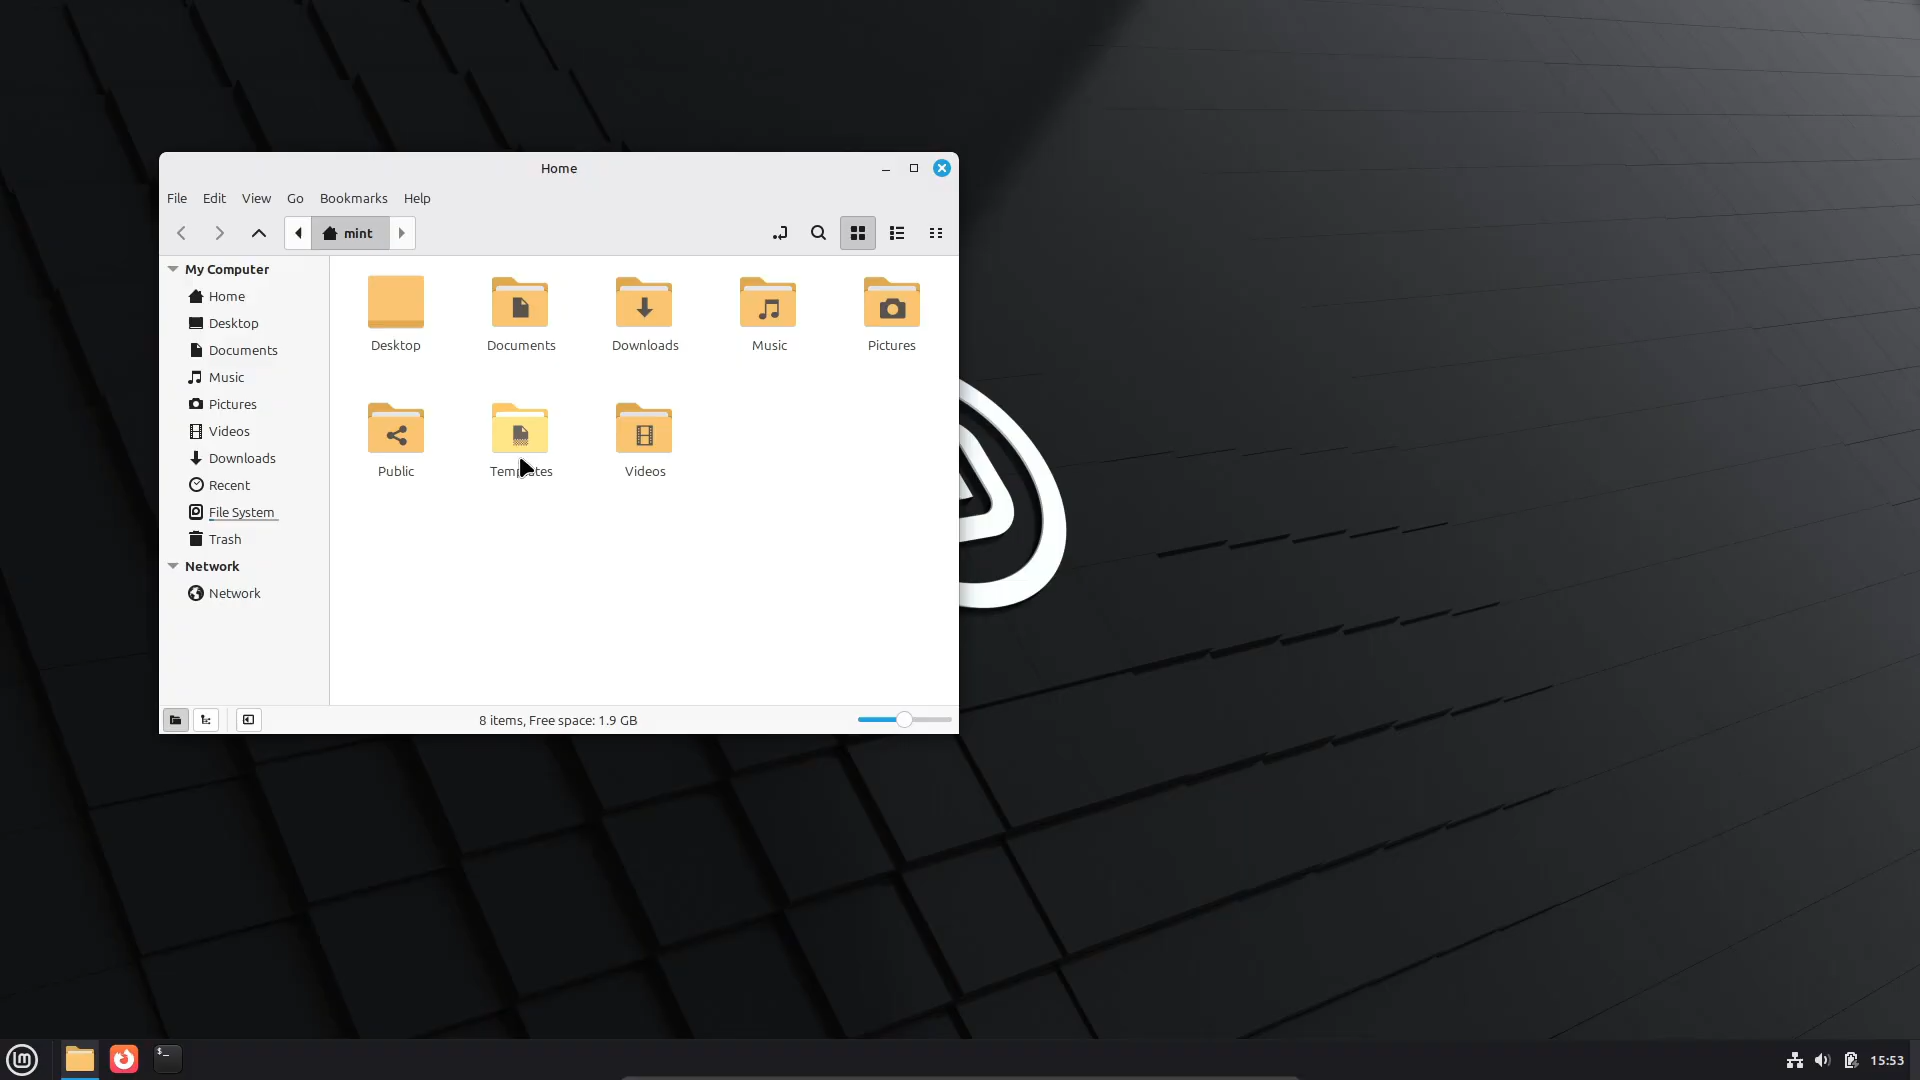 Home
File Edit View Go Bookmarks Help
mint
My Computer
Home
Desktop
Documents
Music
Pictures
Videos
Downloads
Recent
File System
Trash
Network
Network
Desktop Documents Downloads Music Pictures
Public Templates Videos
8 items, Free space: 1.9 GB
15:53